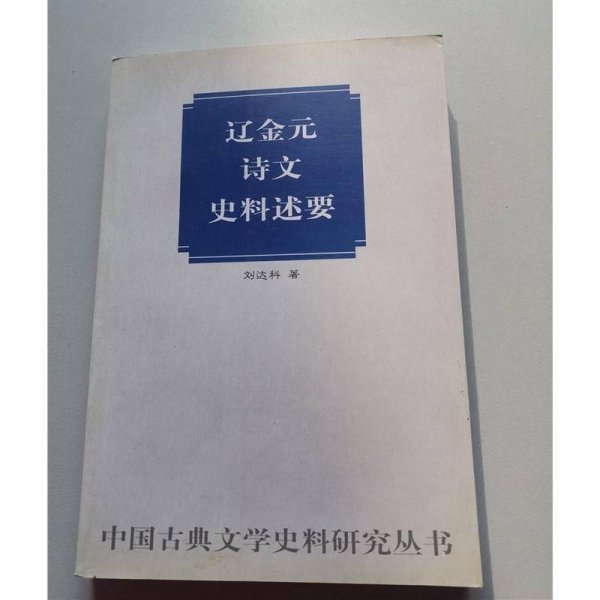 辽金元
诗文
史料述要
刘达科 著
中国古典文学史料研究丛书